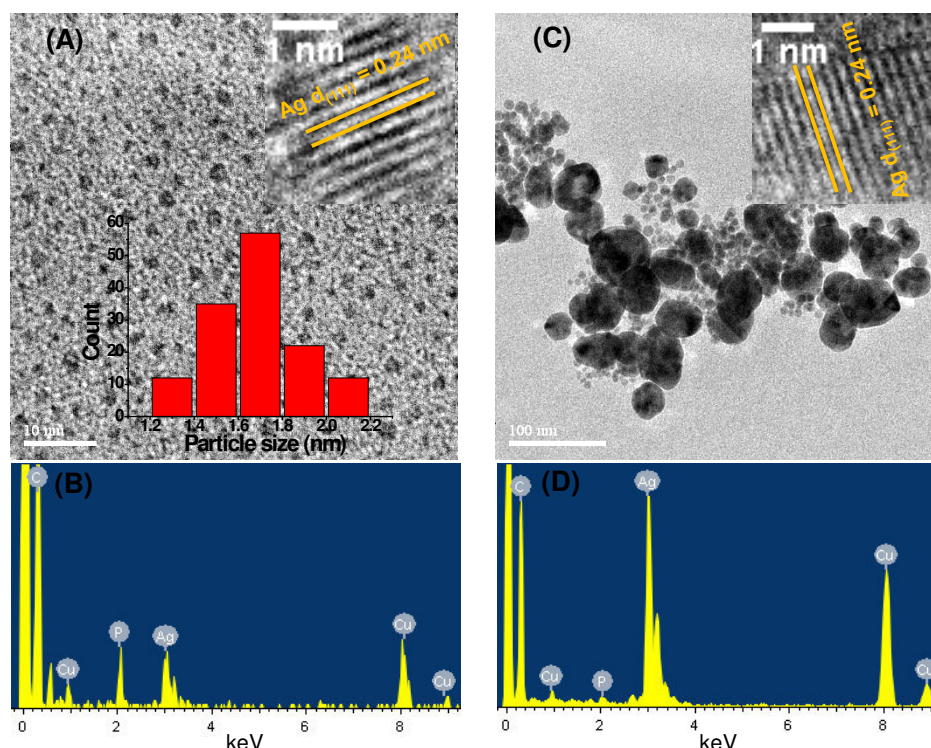 (A)
1 nm
Ag d(111) = 0.24 nm
60
50
40
30
20
10
0
Count
1.2 1.4 1.6 1.8 2.0 2.2
Particle size (nm)
10 nm
(C)
1 nm
Ag d(111) = 0.24 nm
100 nm
(B)
C
Cu
P
Ag
Cu
Cu
0 2 4 6 8
keV
(D)
C
Cu
P
Ag
Cu
Cu
0 2 4 6 8
keV